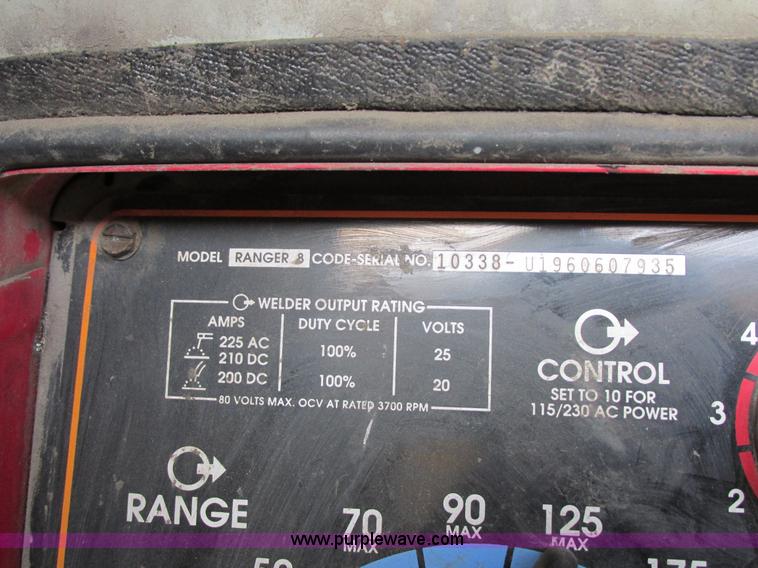 MODEL RANGER 8 CODE-SERIAL NO. 10338-U1960607935
WELDER OUTPUT RATING
AMPS DUTY CYCLE VOLTS
225 AC
210 DC 100% 25
200 DC 100% 20
80 VOLTS MAX. OCV AT RATED 3700 RPM
CONTROL
SET TO 10 FOR
115/230 AC POWER
4
3
2
RANGE
50
70
MAX
90
MAX
125
MAX
175
www.purplewave.com